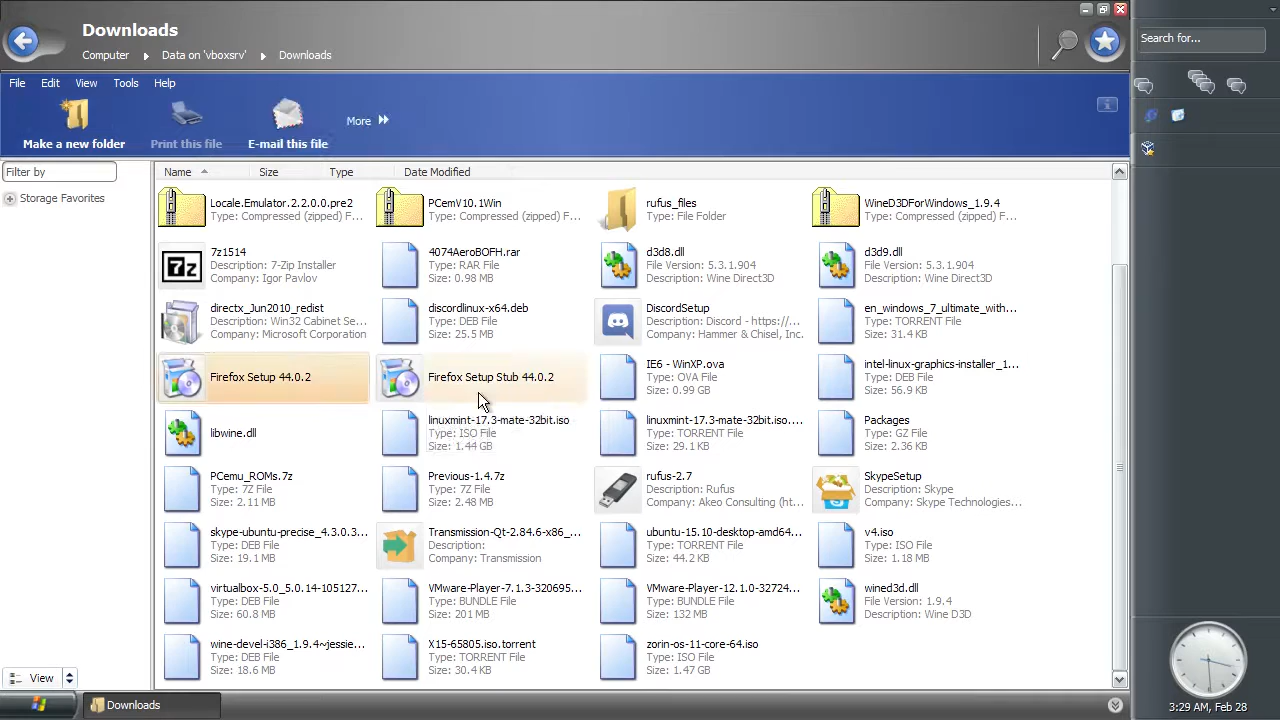 Downloads
Computer
Data on 'vboxsrv'
Downloads
Search for...
File
Edit
View
Tools
Help
Make a new folder
Print this file
E-mail this file
More
Filter by
Storage Favorites
Name
Size
Type
Date Modified
Locale.Emulator.2.2.0.0.pre2
Type: Compressed (zipped) F...
PCemV10.1Win
Type: Compressed (zipped) F...
rufus_files
Type: File Folder
WineD3DForWindows_1.9.4
Type: Compressed (zipped) F...
7z
7z1514
Description: 7-Zip Installer
Company: Igor Pavlov
4074AeroBOFH.rar
Type: RAR File
Size: 0.98 MB
d3d8.dll
File Version: 5.3.1.904
Description: Wine Direct3D
d3d9.dll
File Version: 5.3.1.904
Description: Wine Direct3D
directx_Jun2010_redist
Description: Win32 Cabinet Se...
Company: Microsoft Corporation
discordlinux-x64.deb
Type: DEB File
Size: 25.5 MB
DiscordSetup
Description: Discord - https://...
Company: Hammer & Chisel, Inc.
en_windows_7_ultimate_with...
Type: TORRENT File
Size: 31.4 KB
Firefox Setup 44.0.2
Firefox Setup Stub 44.0.2
IE6 - WinXP.ova
Type: OVA File
Size: 0.99 GB
intel-linux-graphics-installer_1...
Type: DEB File
Size: 56.9 KB
libwine.dll
linuxmint-17.3-mate-32bit.iso
Type: ISO File
Size: 1.44 GB
linuxmint-17.3-mate-32bit.iso....
Type: TORRENT File
Size: 29.1 KB
Packages
Type: GZ File
Size: 2.36 KB
PCemu_ROMs.7z
Type: 7Z File
Size: 2.11 MB
Previous-1.4.7z
Type: 7Z File
Size: 2.48 MB
rufus-2.7
Description: Rufus
Company: Akeo Consulting (ht...
SkypeSetup
Description: Skype
Company: Skype Technologies...
skype-ubuntu-precise_4.3.0.3...
Type: DEB File
Size: 19.1 MB
Transmission-Qt-2.84.6-x86_...
Description:
Company: Transmission
ubuntu-15.10-desktop-amd64...
Type: TORRENT File
Size: 44.2 KB
v4.iso
Type: ISO File
Size: 1.18 MB
virtualbox-5.0_5.0.14-105127...
Type: DEB File
Size: 60.8 MB
VMware-Player-7.1.3-320695...
Type: BUNDLE File
Size: 201 MB
VMware-Player-12.1.0-32724...
Type: BUNDLE File
Size: 132 MB
wined3d.dll
File Version: 1.9.4
Description: Wine D3D
wine-devel-i386_1.9.4~jessie...
Type: DEB File
Size: 18.6 MB
X15-65805.iso.torrent
Type: TORRENT File
Size: 30.4 KB
zorin-os-11-core-64.iso
Type: ISO File
Size: 1.47 GB
View
Downloads
3:29 AM, Feb 28